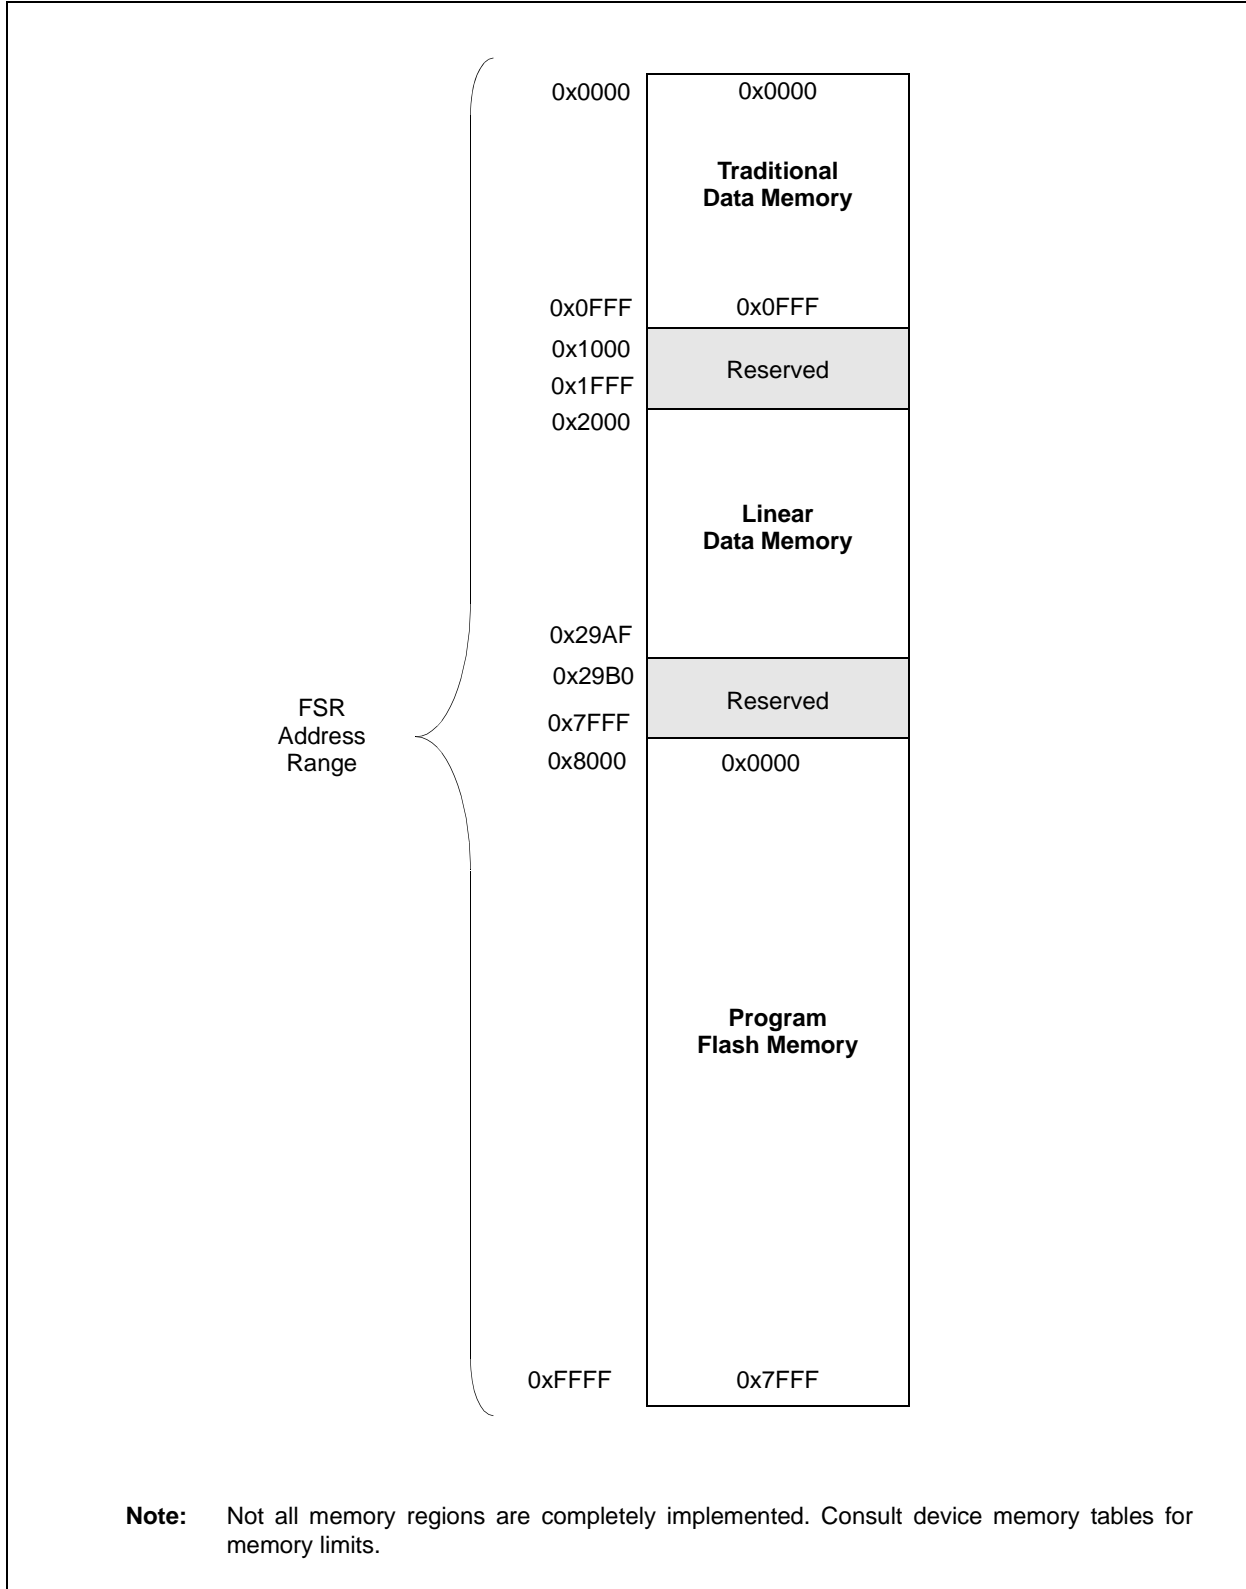 0x0000 0x0000
Traditional
Data Memory
0x0FFF 0x0FFF
0x1000
Reserved
0x1FFF
0x2000
Linear
Data Memory
0x29AF
0x29B0
Reserved
0x7FFF
FSR
Address
Range
0x8000 0x0000
Program
Flash Memory
0xFFFF 0x7FFF
Note: Not all memory regions are completely implemented. Consult device memory tables for
memory limits.